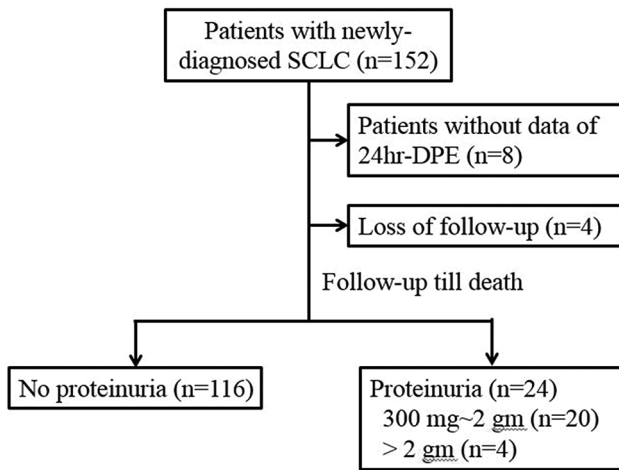 Patients with newly-
diagnosed SCLC (n=152)
Patients without data of
24hr-DPE (n=8)
Loss of follow-up (n=4)
Follow-up till death
No proteinuria (n=116)
Proteinuria (n=24)
300 mg~2 gm (n=20)
> 2 gm (n=4)